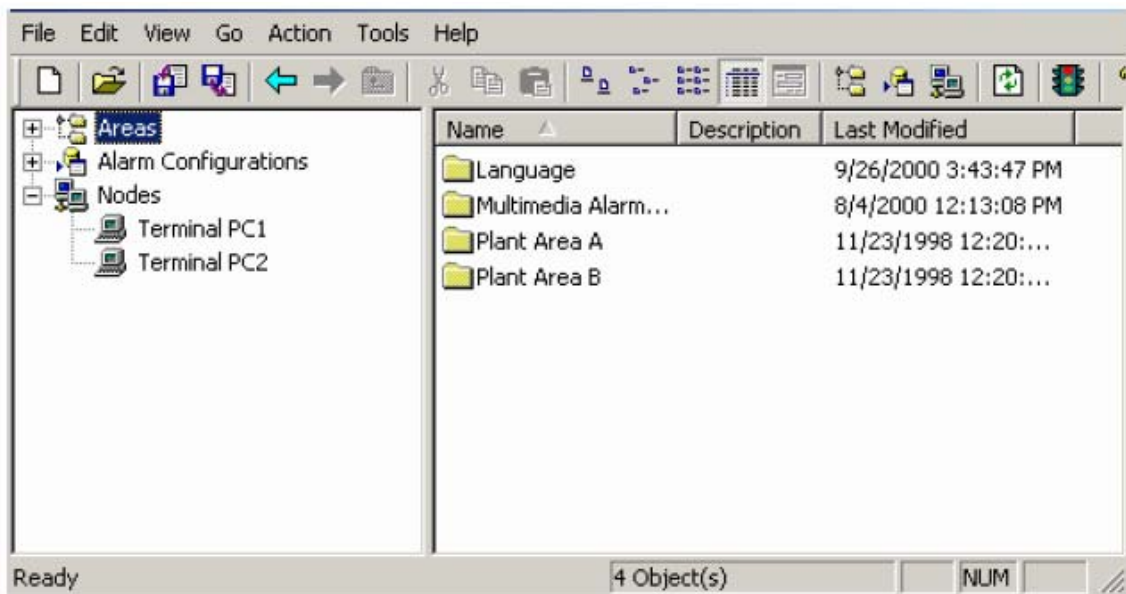 File Edit View Go Action Tools Help
Areas
Alarm Configurations
Nodes
Terminal PC1
Terminal PC2
Name Description Last Modified
Language 9/26/2000 3:43:47 PM
Multimedia Alarm... 8/4/2000 12:13:08 PM
Plant Area A 11/23/1998 12:20:...
Plant Area B 11/23/1998 12:20:...
Ready 4 Object(s) NUM